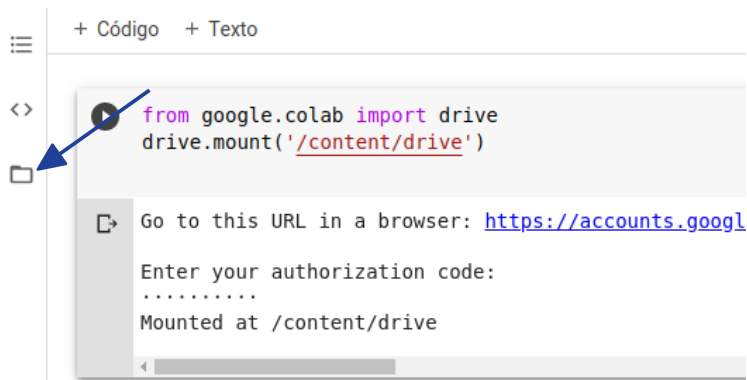 + Código + Texto
from google.colab import drive
drive.mount('/content/drive')
Go to this URL in a browser: https://accounts.googl
Enter your authorization code:
··········
Mounted at /content/drive